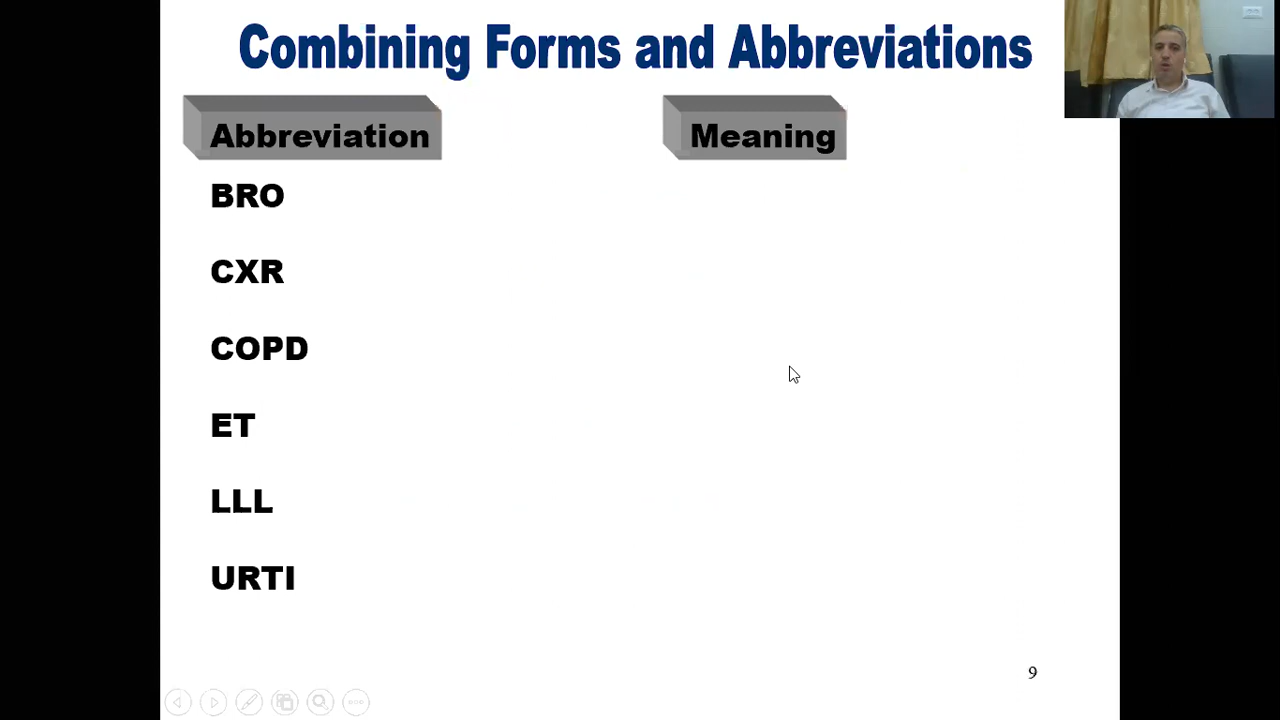 Combining Forms and Abbreviations
Abbreviation Meaning
BRO
CXR
COPD
ET
LLL
URTI
9